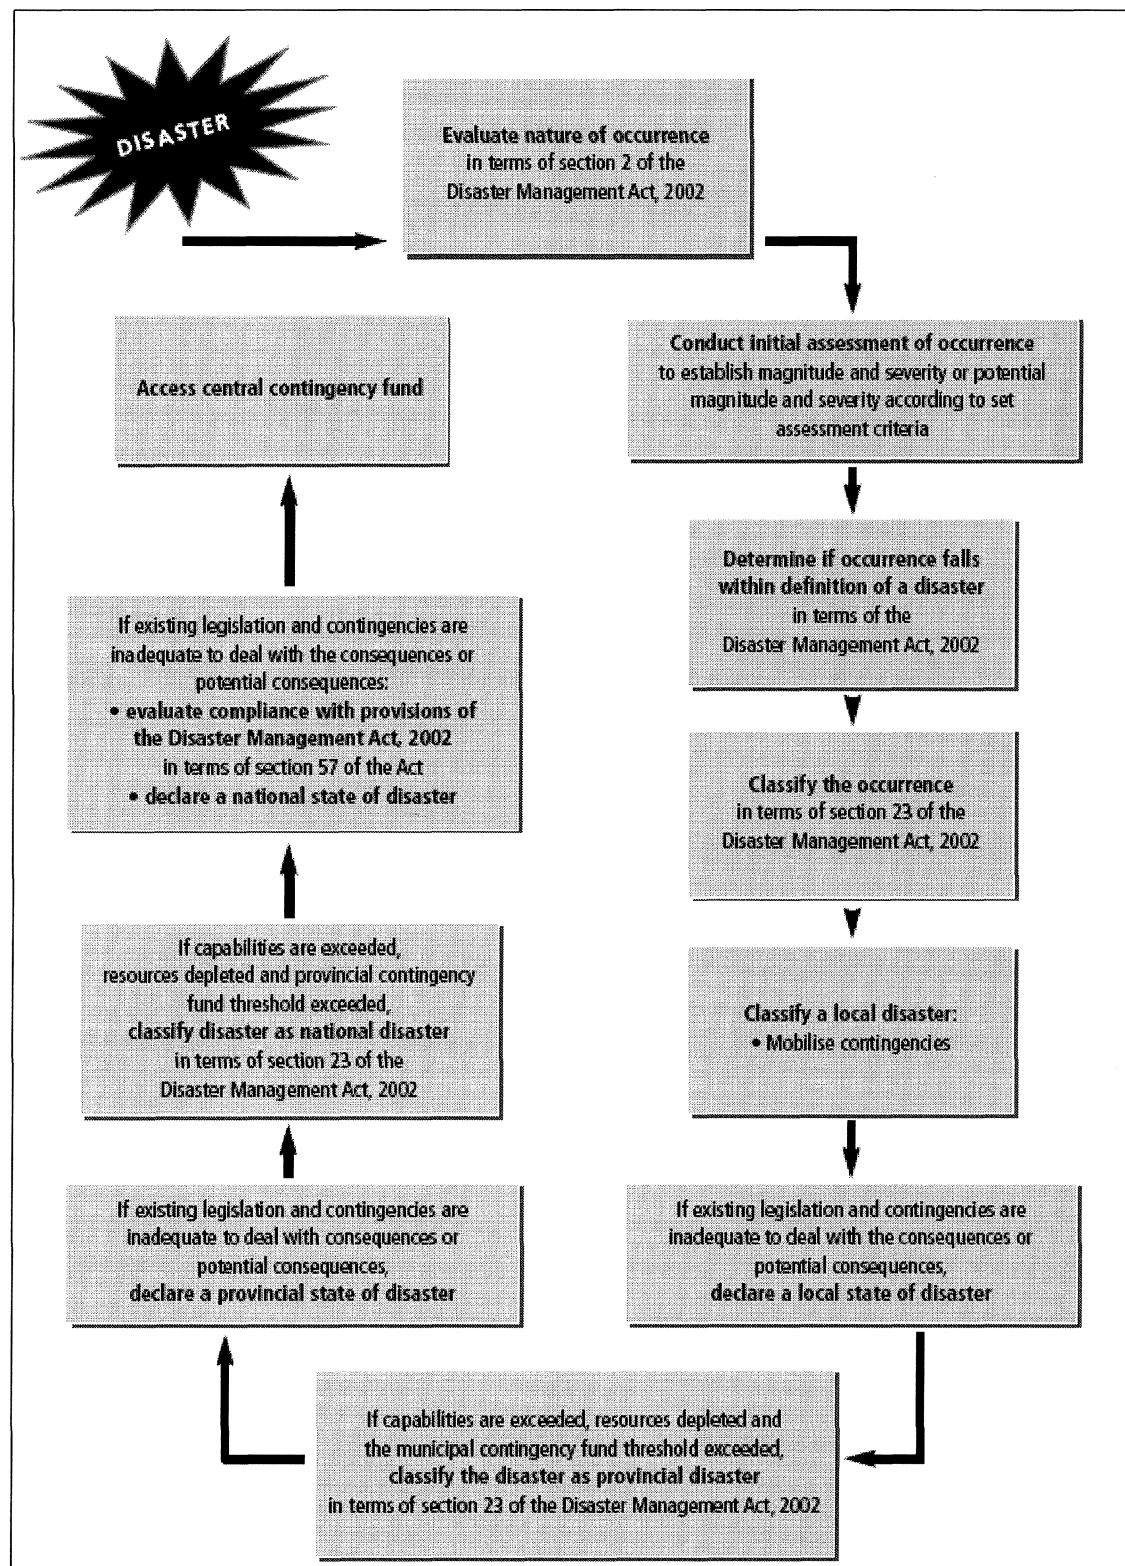 DISASTER
Evaluate nature of occurrence
in terms of section 2 of the
Disaster Management Act, 2002
Conduct initial assessment of occurrence
to establish magnitude and severity or potential
magnitude and severity according to set
assessment criteria
Determine if occurrence falls
within definition of a disaster
in terms of the
Disaster Management Act, 2002
Classify the occurrence
in terms of section 23 of the
Disaster Management Act, 2002
Classify a local disaster:
• Mobilise contingencies
If existing legislation and contingencies are
inadequate to deal with the consequences or
potential consequences,
declare a local state of disaster
If capabilities are exceeded, resources depleted and
the municipal contingency fund threshold exceeded,
classify the disaster as provincial disaster
in terms of section 23 of the Disaster Management Act, 2002
If existing legislation and contingencies are
inadequate to deal with consequences or
potential consequences,
declare a provincial state of disaster
If capabilities are exceeded,
resources depleted and provincial contingency
fund threshold exceeded,
classify disaster as national disaster
in terms of section 23 of the
Disaster Management Act, 2002
If existing legislation and contingencies are
inadequate to deal with the consequences or
potential consequences:
• evaluate compliance with provisions of
the Disaster Management Act, 2002
in terms of section 57 of the Act
• declare a national state of disaster
Access central contingency fund